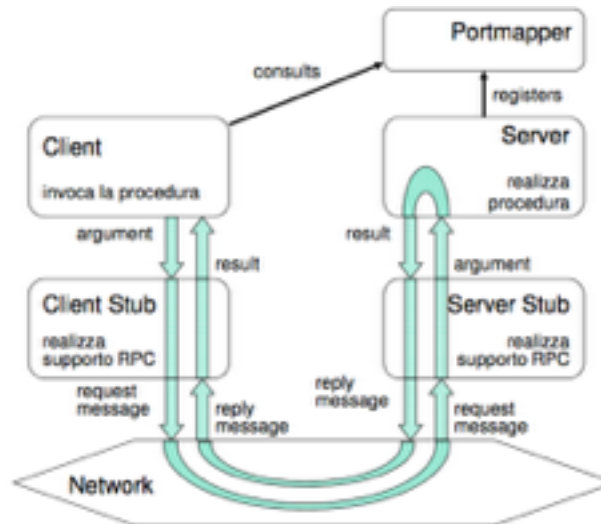 Portmapper
consults
registers
Client
invoca la procedura
Server
realizza
procedura
argument
result
result
argument
Client Stub
realizza
supporto RPC
Server Stub
realizza
supporto RPC
request
message
reply
message
reply
message
request
message
Network